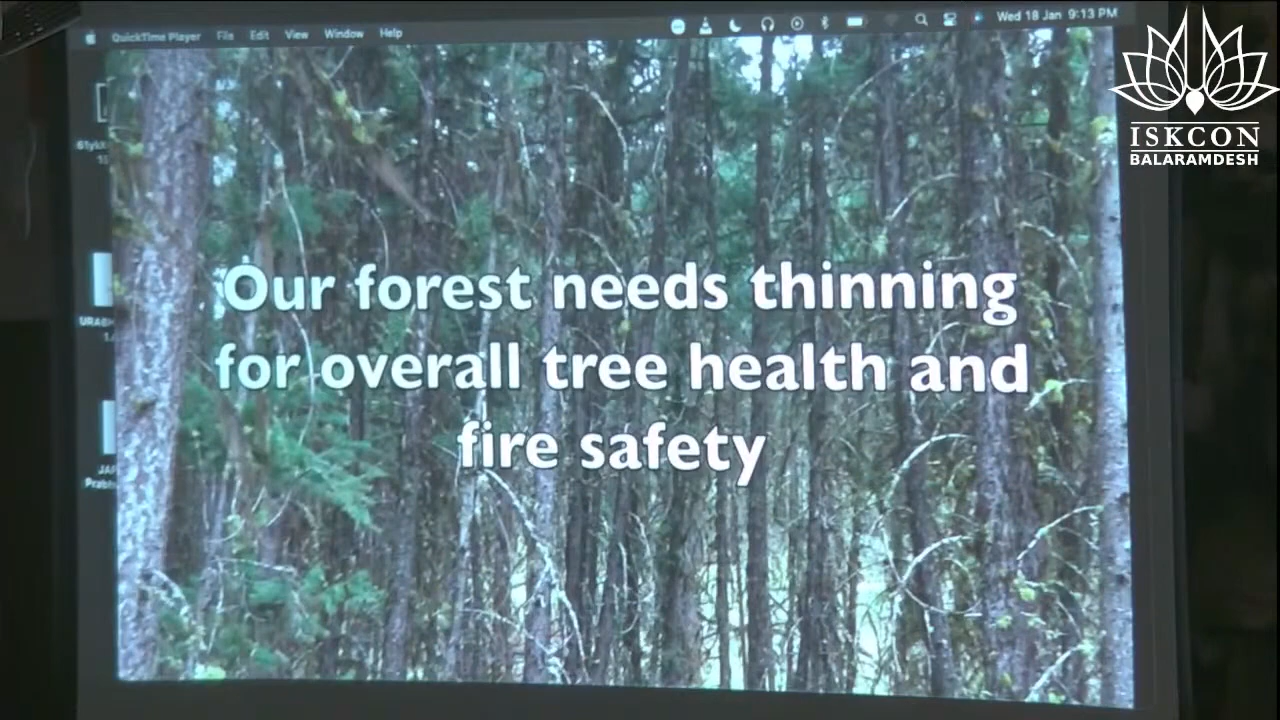 QuickTime Player File Edit View Window Help
Wed 18 Jan 9:13 PM
ISKCON
BALARAMDESH
Our forest needs thinning
for overall tree health and
fire safety